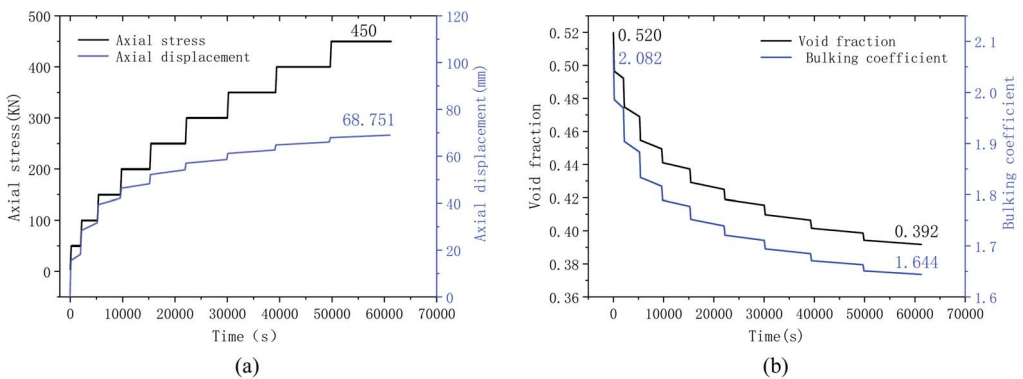 500
400
300
200
100
0
Axial stress(KN)
Axial stress
Axial displacement
450
68.751
120
100
80
60
40
20
0
Axial displacement(mm)
0 10000 20000 30000 40000 50000 60000 70000
Time (s)
(a)
0.52
0.50
0.48
0.46
0.44
0.42
0.40
0.38
0.36
Void fraction
0.520
2.082
Void fraction
Bulking coefficient
0.392
1.644
2.1
2.0
1.9
1.8
1.7
1.6
Bulking coefficient
0 10000 20000 30000 40000 50000 60000 70000
Time(s)
(b)